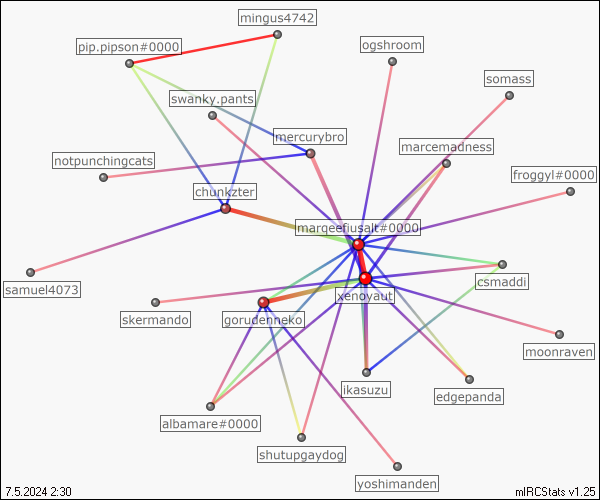 mingus4742
pip.pipson#0000
ogshroom
somass
swanky.pants
mercurybro
marcemadness
notpunchingcats
froggyl#0000
chunkzter
marqeefiusalt#0000
csmaddi
samuel4073
xenoyaut
skermando
gorudenneko
moonraven
ikasuzu
edgepanda
albamare#0000
shutupgaydog
yoshimanden
7.5.2024 2:30
mIRCStats v1.25